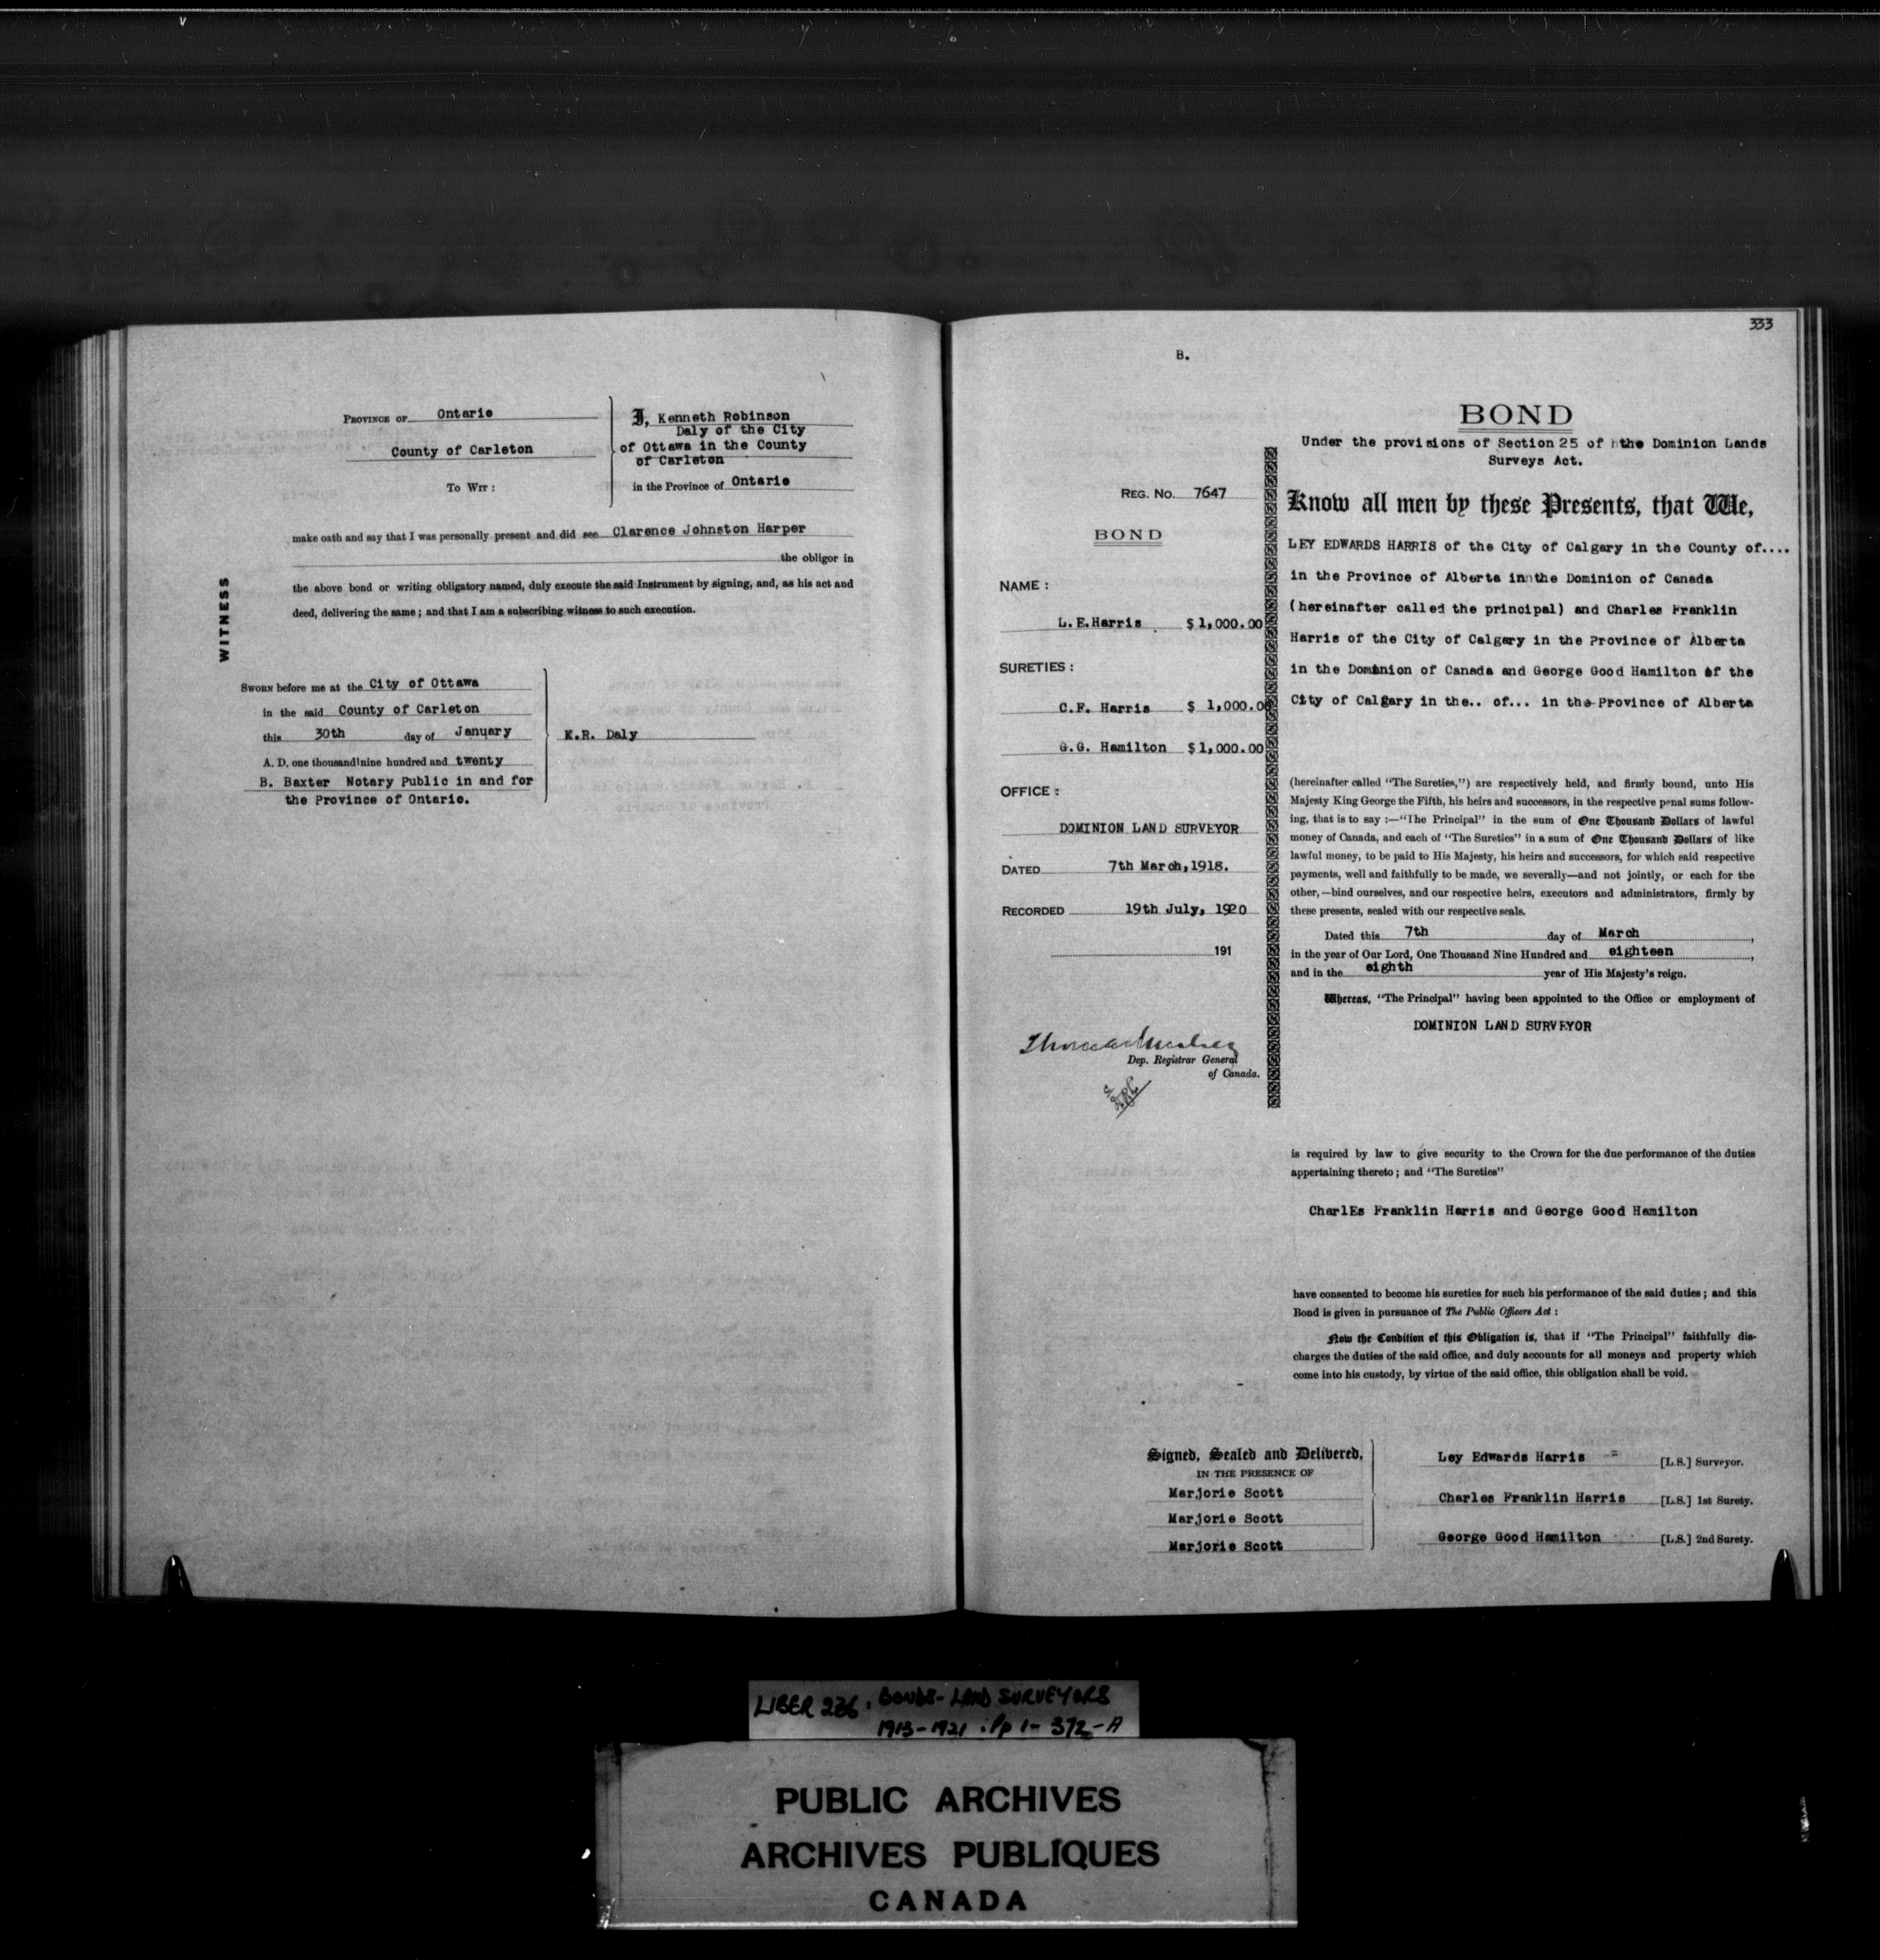 PROVINCE OF Ontario
County of Carleton
TO WIT :
I, Kenneth Robinson
Daly of the City
of Ottawa in the County
of Carleton
in the Province of Ontario
make oath and say that I was personally present and did see Clarence Johnston Harper
the obligor in
the above bond or writing obligatory named, duly execute the said Instrument by signing, and, as his act and
deed, delivering the same ; and that I am a subscribing witness to such execution.
WITNESS
SWORN before me at the City of Ottawa
in the said County of Carleton
this 30th day of January
A. D. one thousand nine hundred and twenty
B. Baxter Notary Public in and for
the Province of Ontario.
K.R. Daly
333
B.
REG. NO. 7647
BOND
NAME :
L.E.Harris $ 1,000.00
SURETIES :
C.F. Harris $ 1,000.00
G.G. Hamilton $ 1,000.00
OFFICE :
DOMINION LAND SURVEYOR
DATED 7th March, 1918.
RECORDED 19th July, 1920
191
Dep. Registrar General
of Canada.
BOND
Under the provisions of Section 25 of the Dominion Lands
Surveys Act.
Know all men by these Presents, that We,
LEY EDWARDS HARRIS of the City of Calgary in the County of....
in the Province of Alberta in the Dominion of Canada
(hereinafter called the principal) and Charles Franklin
Harris of the City of Calgary in the Province of Alberta
in the Dominion of Canada and George Good Hamilton of the
City of Calgary in the.. of... in the Province of Alberta
(hereinafter called "The Sureties,") are respectively held, and firmly bound, unto His
Majesty King George the Fifth, his heirs and successors, in the respective penal sums follow-
ing, that is to say :—"The Principal" in the sum of One Thousand Dollars of lawful
money of Canada, and each of "The Sureties" in a sum of One Thousand Dollars of like
lawful money, to be paid to His Majesty, his heirs and successors, for which said respective
payments, well and faithfully to be made, we severally—and not jointly, or each for the
other,—bind ourselves, and our respective heirs, executors and administrators, firmly by
these presents, sealed with our respective seals.
Dated this 7th day of March,
in the year of Our Lord, One Thousand Nine Hundred and eighteen,
and in the eighth year of His Majesty's reign.
Whereas, "The Principal" having been appointed to the Office or employment of
DOMINION LAND SURVEYOR
is required by law to give security to the Crown for the due performance of the duties
appertaining thereto ; and "The Sureties"
CharlEs Franklin Harris and George Good Hamilton
have consented to become his sureties for such his performance of the said duties ; and this
Bond is given in pursuance of The Public Officers Act :
Now the Condition of this Obligation is, that if "The Principal" faithfully dis-
charges the duties of the said office, and duly accounts for all moneys and property which
come into his custody, by virtue of the said office, this obligation shall be void.
Signed, Sealed and Delivered,
IN THE PRESENCE OF
Marjorie Scott
Marjorie Scott
Marjorie Scott
Ley Edwards Harris [L.S.] Surveyor.
Charles Franklin Harris [L.S.] 1st Surety.
George Good Hamilton [L.S.] 2nd Surety.
LIBER 236 : BONDS - LAND SURVEYORS
1913-1921 : Pp 1- 372-A
PUBLIC ARCHIVES
ARCHIVES PUBLIQUES
CANADA